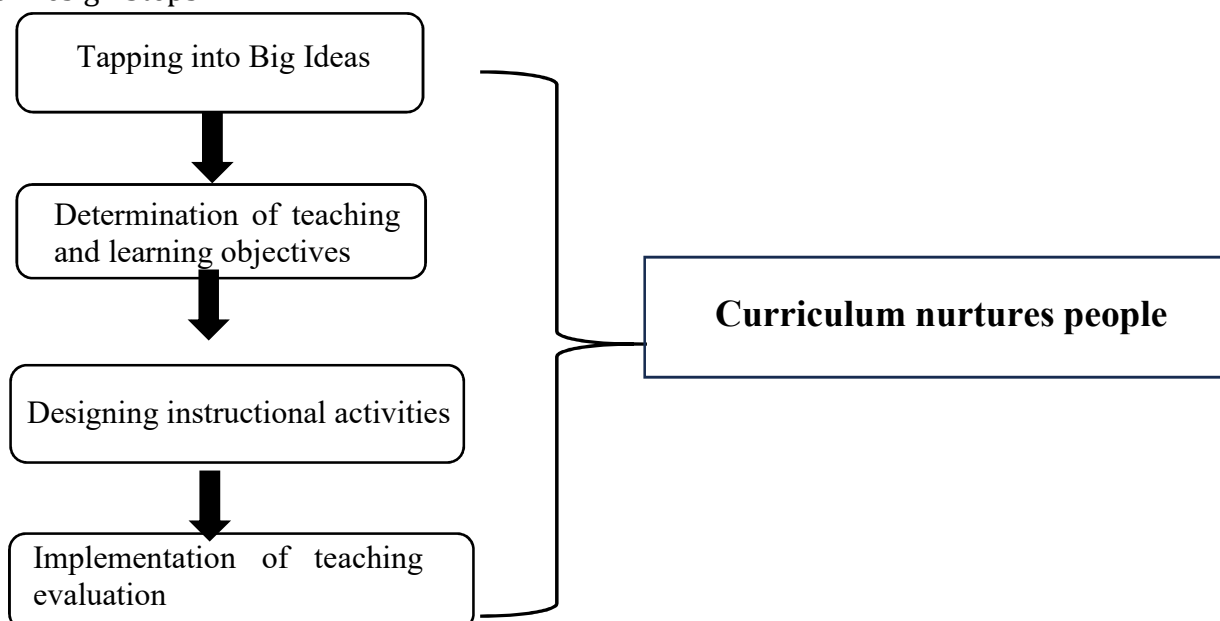 Tapping into Big Ideas
Determination of teaching
and learning objectives
Designing instructional activities
Implementation of teaching
evaluation
Curriculum nurtures people